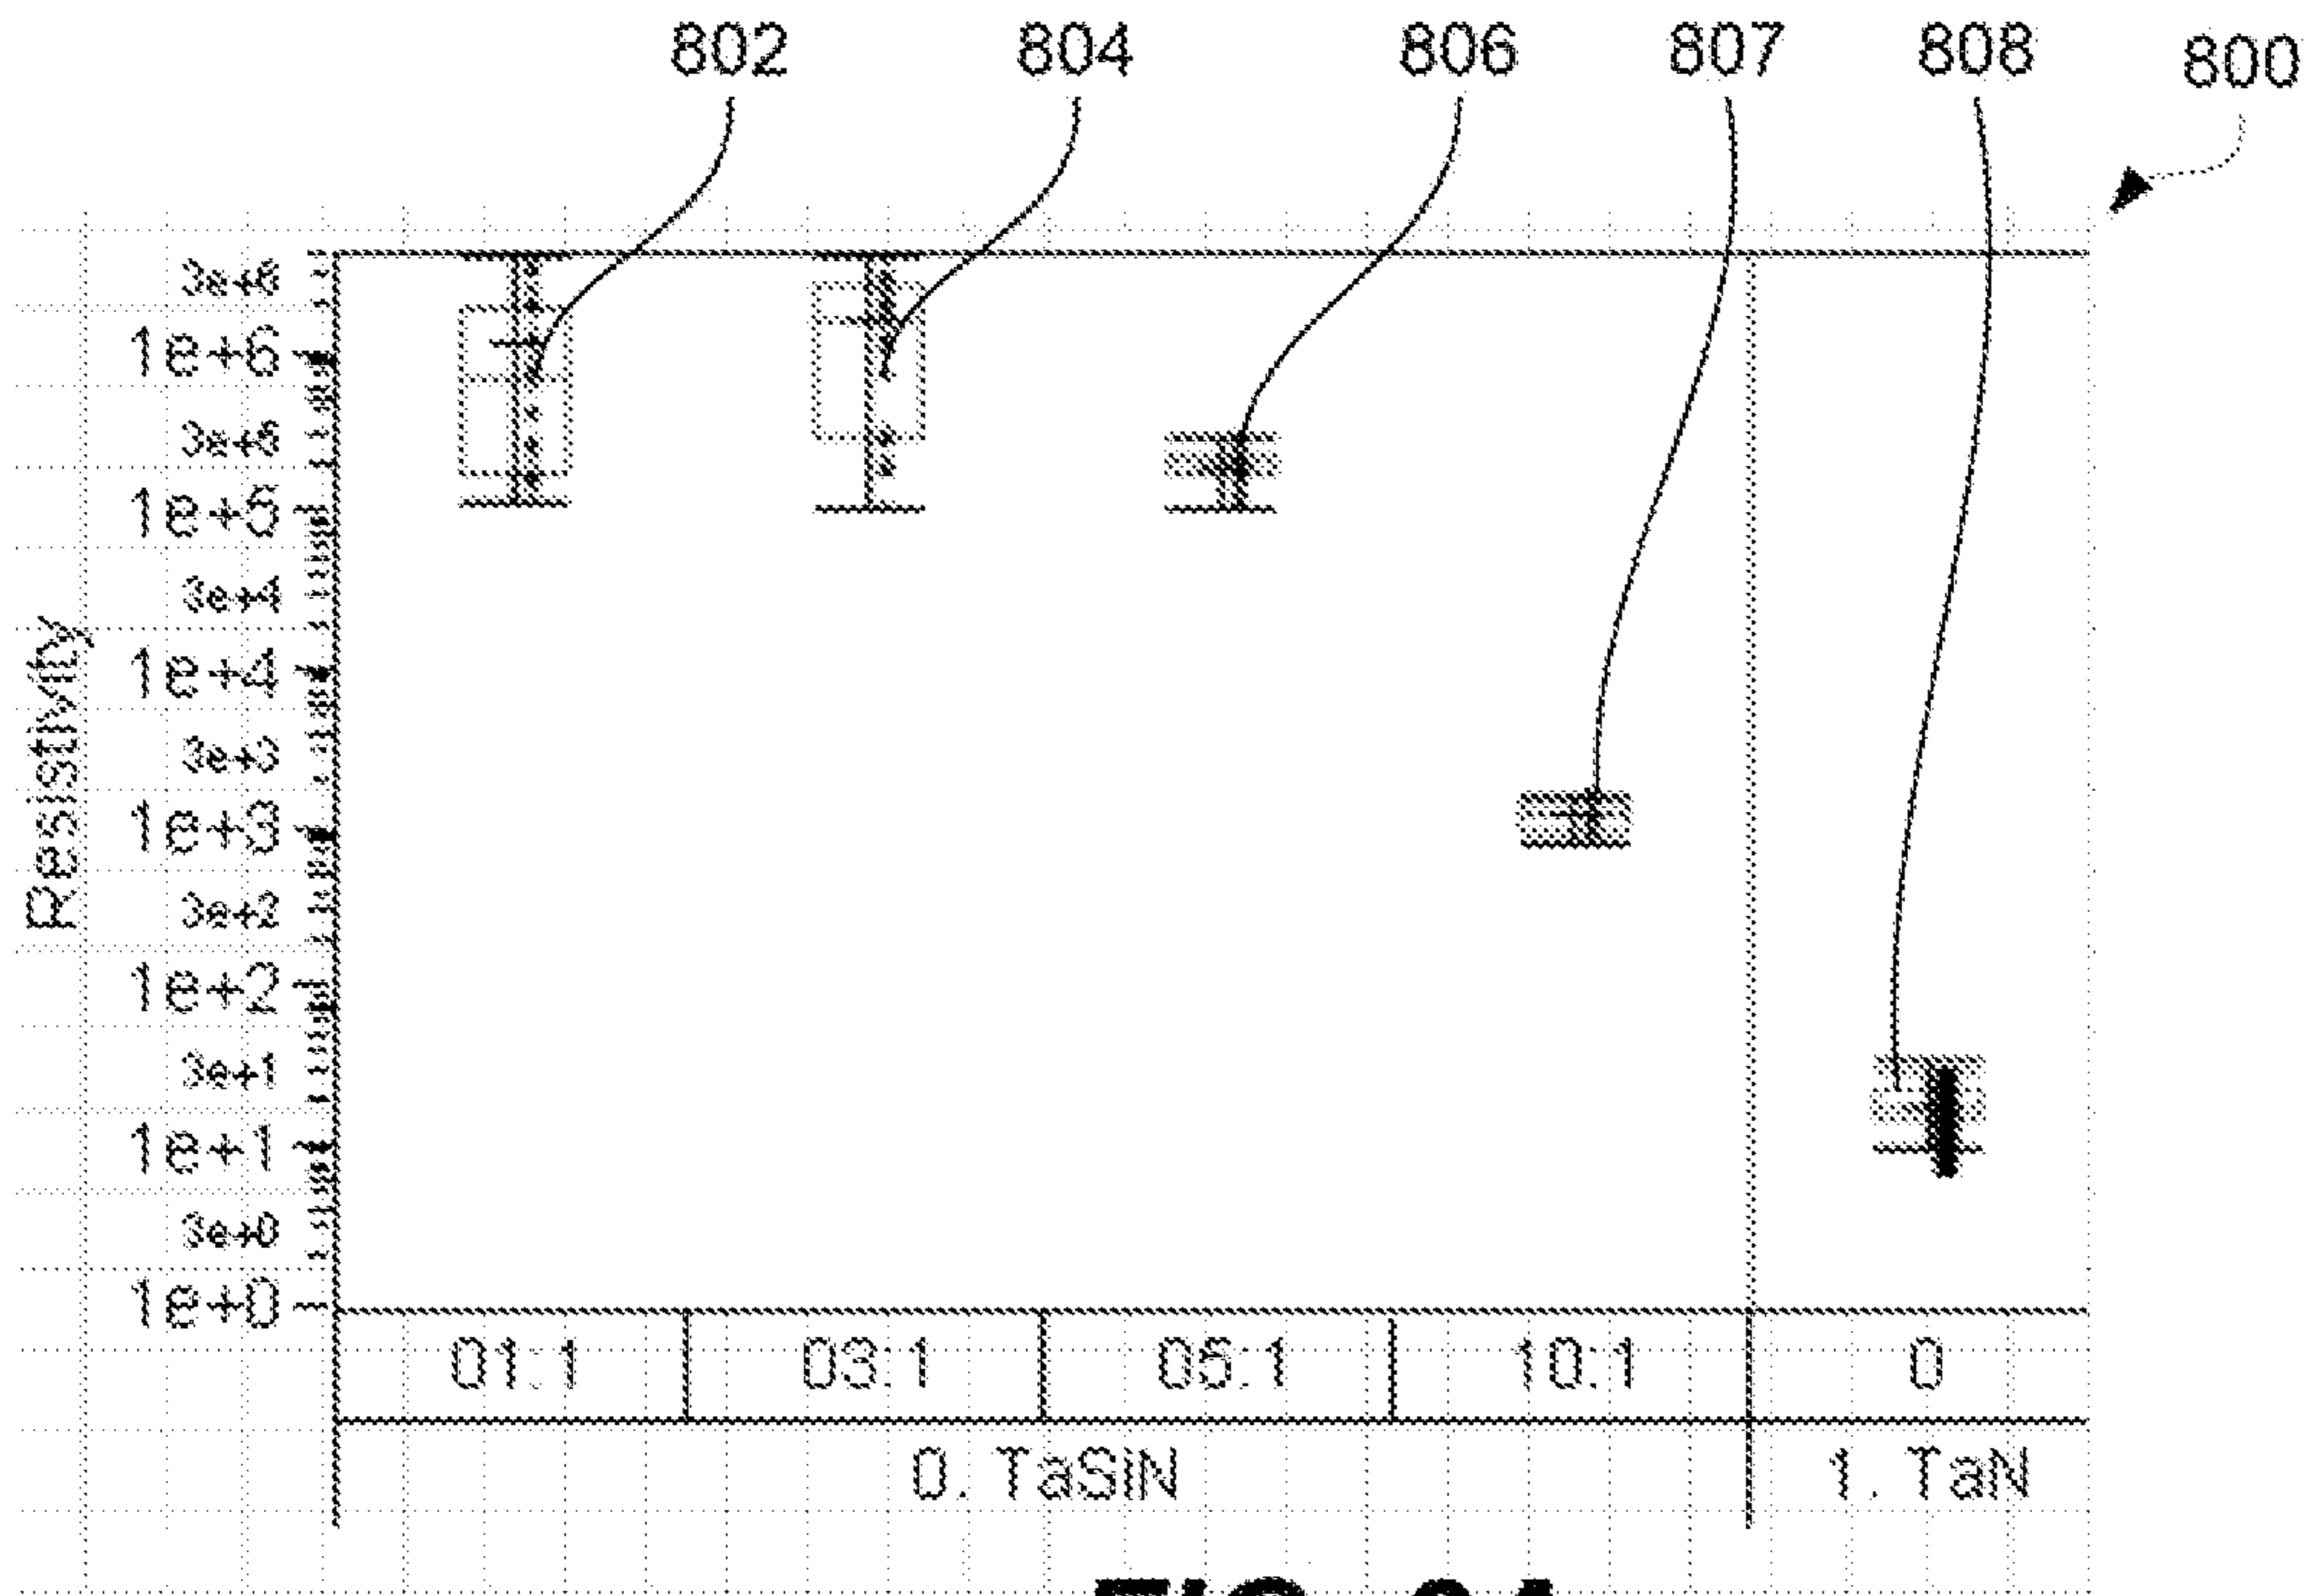 802 804 806 807 808 800
3e+6
1e+6
3e+5
1e+5
3e+4
1e+4
3e+3
1e+3
3e+2
1e+2
3e+1
1e+1
3e+0
1e+0
Resistivity
01:1 03:1 05:1 10:1 0
0. TaSiN 1. TaN